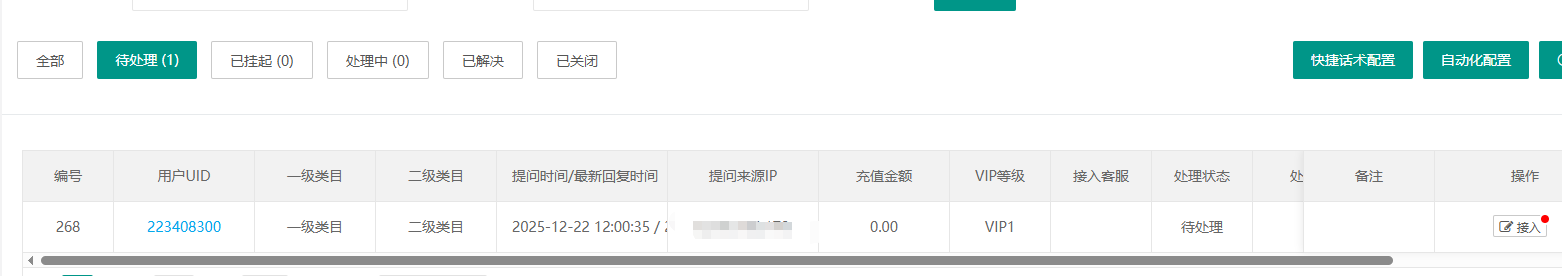 全部 待处理 (1) 已挂起 (0) 处理中 (0) 已解决 已关闭 快捷话术配置 自动化配置
编号 用户UID 一级类目 二级类目 提问时间/最新回复时间 提问来源IP 充值金额 VIP等级 接入客服 处理状态 处 备注 操作
268 223408300 一级类目 二级类目 2025-12-22 12:00:35 / 0.00 VIP1 待处理 接入